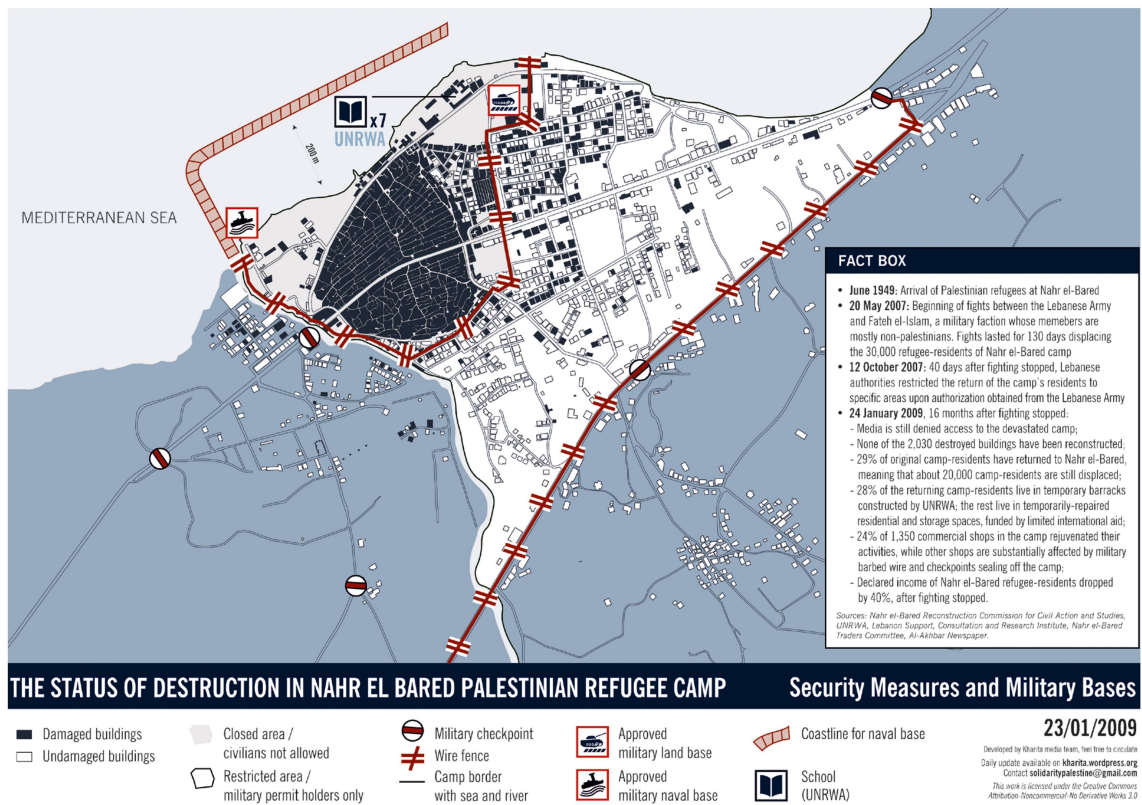 MEDITERRANEAN SEA
200 m
x7
UNRWA
FACT BOX
• June 1949: Arrival of Palestinian refugees at Nahr el-Bared
• 20 May 2007: Beginning of fights between the Lebanese Army
and Fateh el-Islam, a military faction whose memebers are
mostly non-palestinians. Fights lasted for 130 days displacing
the 30,000 refugee-residents of Nahr el-Bared camp
• 12 October 2007: 40 days after fighting stopped, Lebanese
authorities restricted the return of the camp's residents to
specific areas upon authorization obtained from the Lebanese Army
• 24 January 2009, 16 months after fighting stopped:
- Media is still denied access to the devastated camp;
- None of the 2,030 destroyed buildings have been reconstructed;
- 29% of original camp-residents have returned to Nahr el-Bared,
meaning that about 20,000 camp-residents are still displaced;
- 28% of the returning camp-residents live in temporary barracks
constructed by UNRWA; the rest live in temporarily-repaired
residential and storage spaces, funded by limited international aid;
- 24% of 1,350 commercial shops in the camp rejuvenated their
activities, while other shops are substantially affected by military
barbed wire and checkpoints sealing off the camp;
- Declared income of Nahr el-Bared refugee-residents dropped
by 40%, after fighting stopped.
Sources: Nahr el-Bared Reconstruction Commission for Civil Action and Studies,
UNRWA, Lebanon Support, Consultation and Research Institute, Nahr el-Bared
Traders Committee, Al-Akhbar Newspaper.
THE STATUS OF DESTRUCTION IN NAHR EL BARED PALESTINIAN REFUGEE CAMP
Security Measures and Military Bases
Damaged buildings
Undamaged buildings
Closed area /
civilians not allowed
Restricted area /
military permit holders only
Military checkpoint
Wire fence
Camp border
with sea and river
Approved
military land base
Approved
military naval base
Coastline for naval base
School
(UNRWA)
23/01/2009
Developed by Kharita media team, feel free to circulate
Daily update available on kharita.wordpress.org
Contact solidaritypalestine@gmail.com
This work is licensed under the Creative Commons
Attribution-Noncommercial-No Derivative Works 3.0